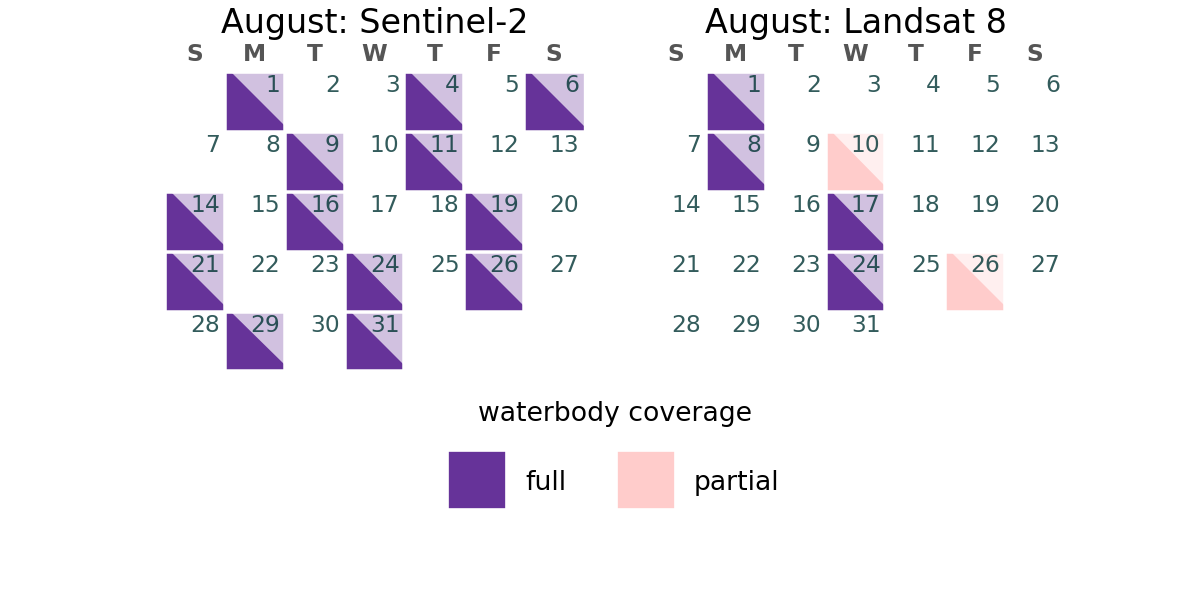 August: Sentinel-2
S M T W T F S
1 2 3 4 5 6
7 8 9 10 11 12 13
14 15 16 17 18 19 20
21 22 23 24 25 26 27
28 29 30 31
August: Landsat 8
S M T W T F S
1 2 3 4 5 6
7 8 9 10 11 12 13
14 15 16 17 18 19 20
21 22 23 24 25 26 27
28 29 30 31
waterbody coverage
full partial